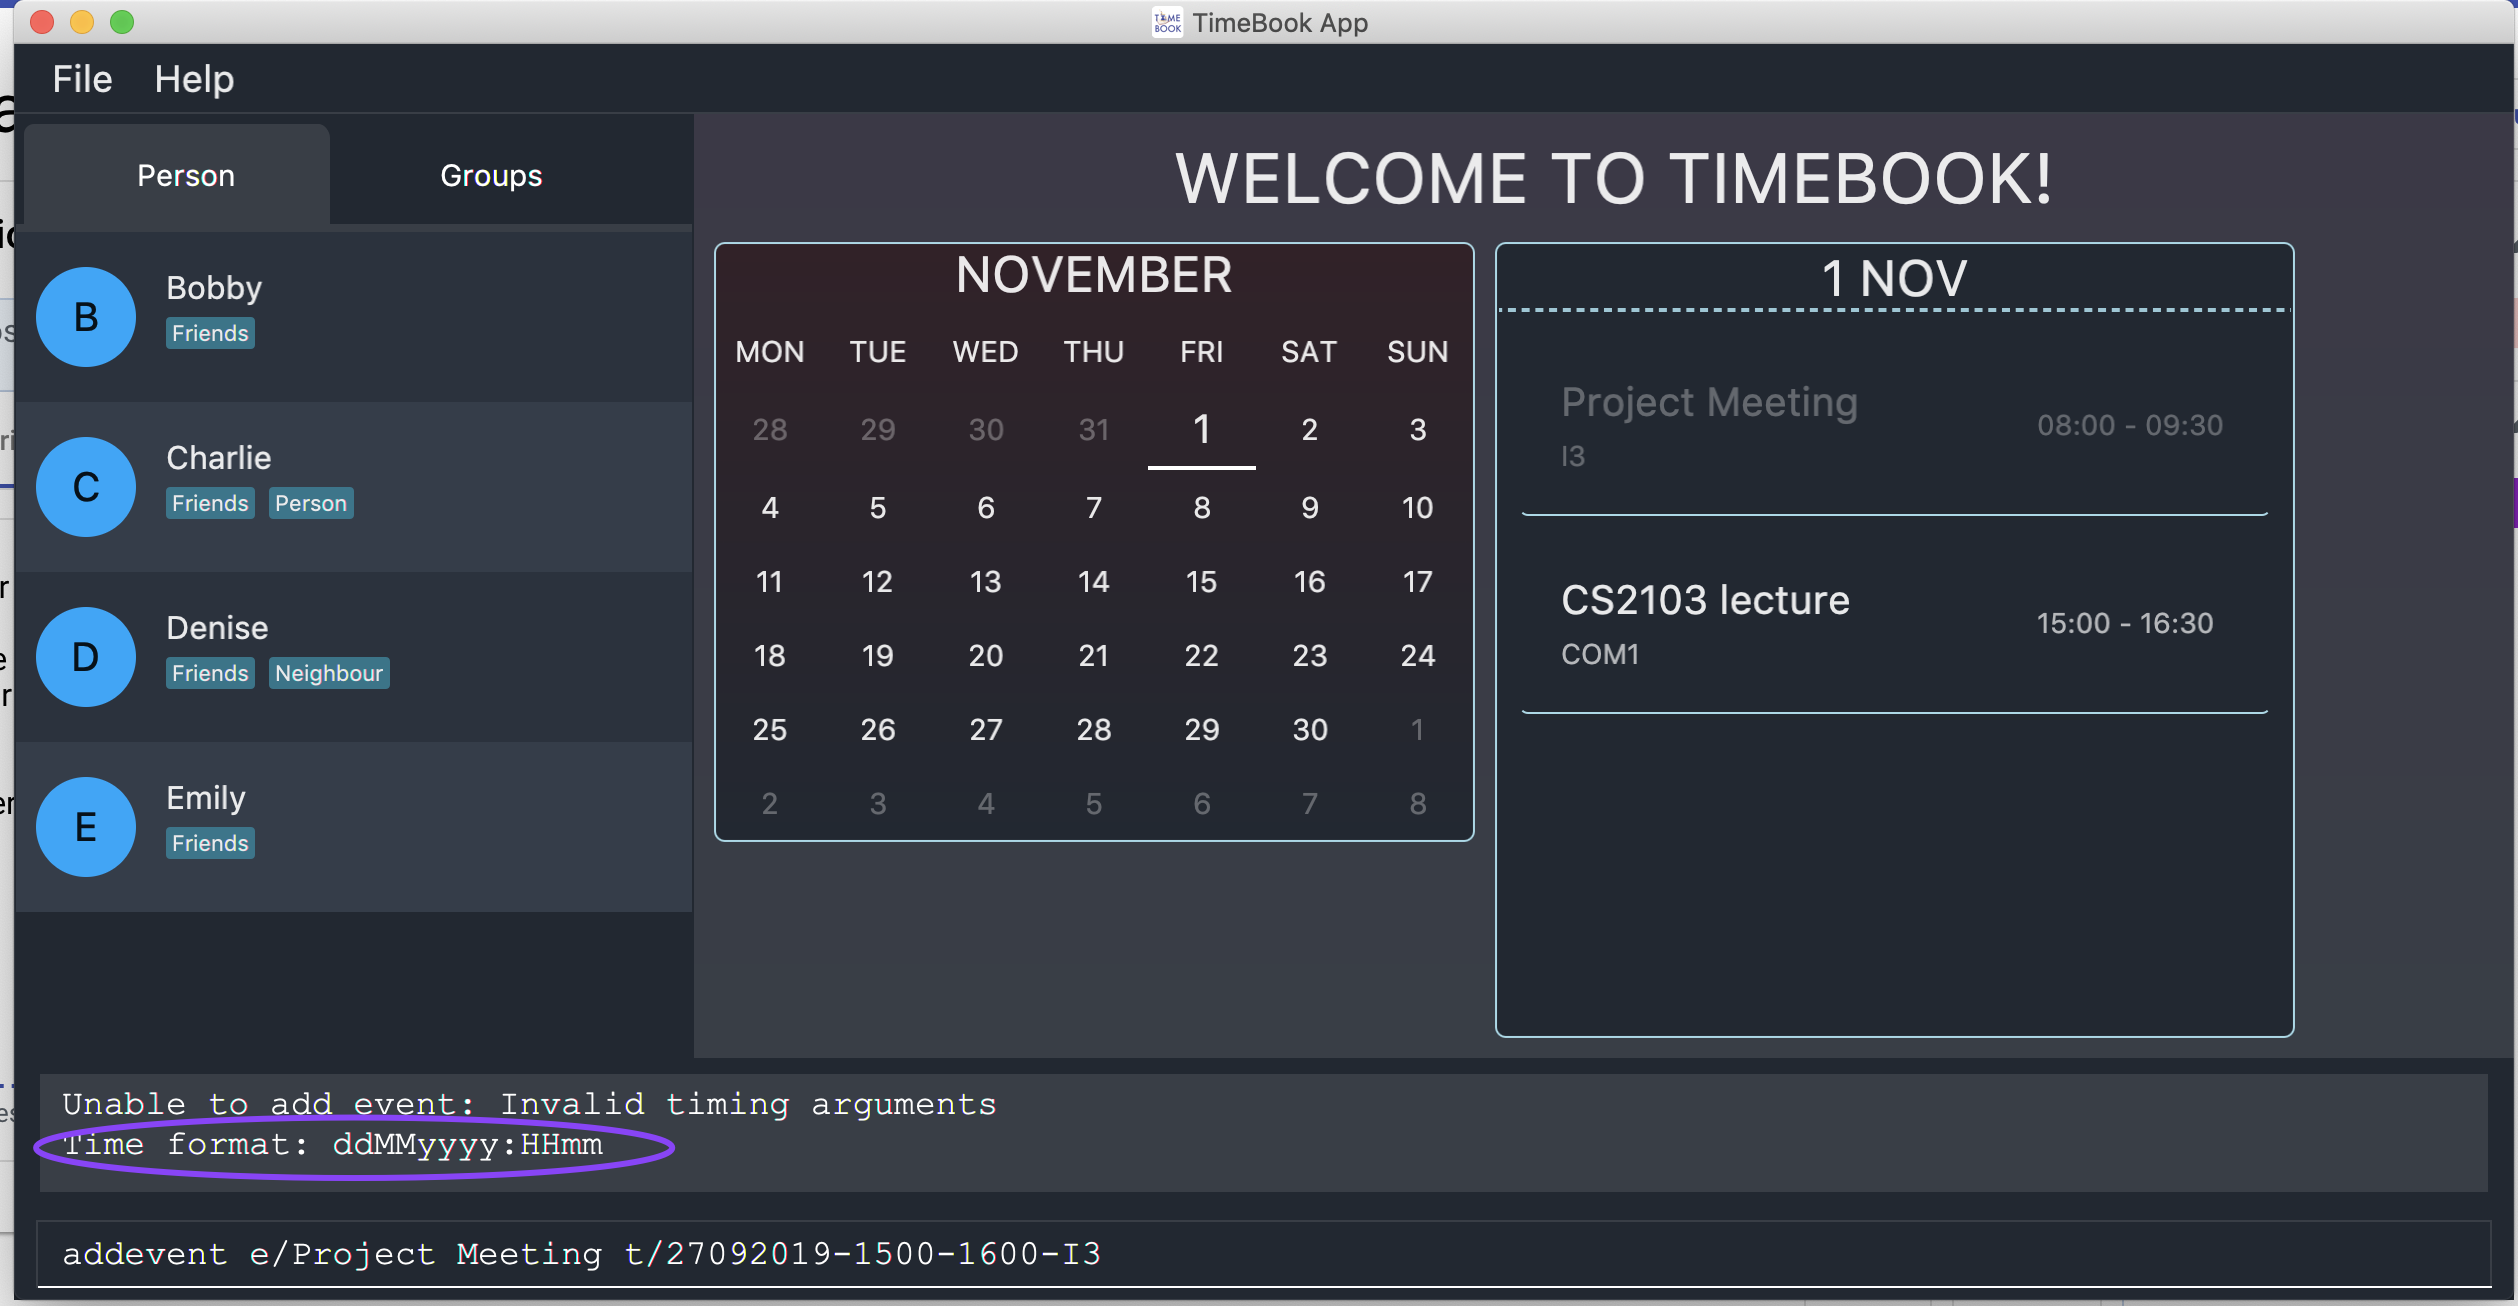 TIME
BOOK
TimeBook App
File Help
Person Groups
B
Bobby
Friends
C
Charlie
Friends Person
D
Denise
Friends Neighbour
E
Emily
Friends
WELCOME TO TIMEBOOK!
NOVEMBER
MON TUE WED THU FRI SAT SUN
28 29 30 31 1 2 3
4 5 6 7 8 9 10
11 12 13 14 15 16 17
18 19 20 21 22 23 24
25 26 27 28 29 30 1
2 3 4 5 6 7 8
1 NOV
Project Meeting
08:00 - 09:30
I3
CS2103 lecture
15:00 - 16:30
COM1
Unable to add event: Invalid timing arguments
Time format: ddMMyyyy:HHmm
addevent e/Project Meeting t/27092019-1500-1600-I3